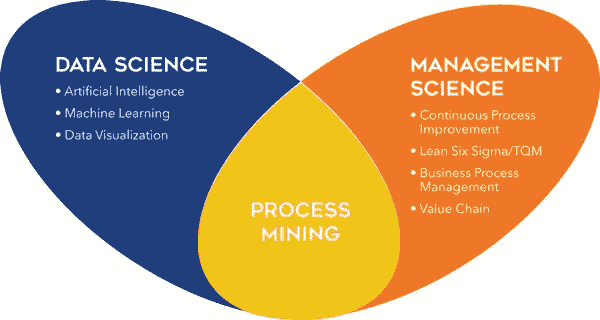 DATA SCIENCE
• Artificial Intelligence
• Machine Learning
• Data Visualization
MANAGEMENT
SCIENCE
• Continuous Process
Improvement
• Lean Six Sigma/TQM
• Business Process
Management
• Value Chain
PROCESS
MINING